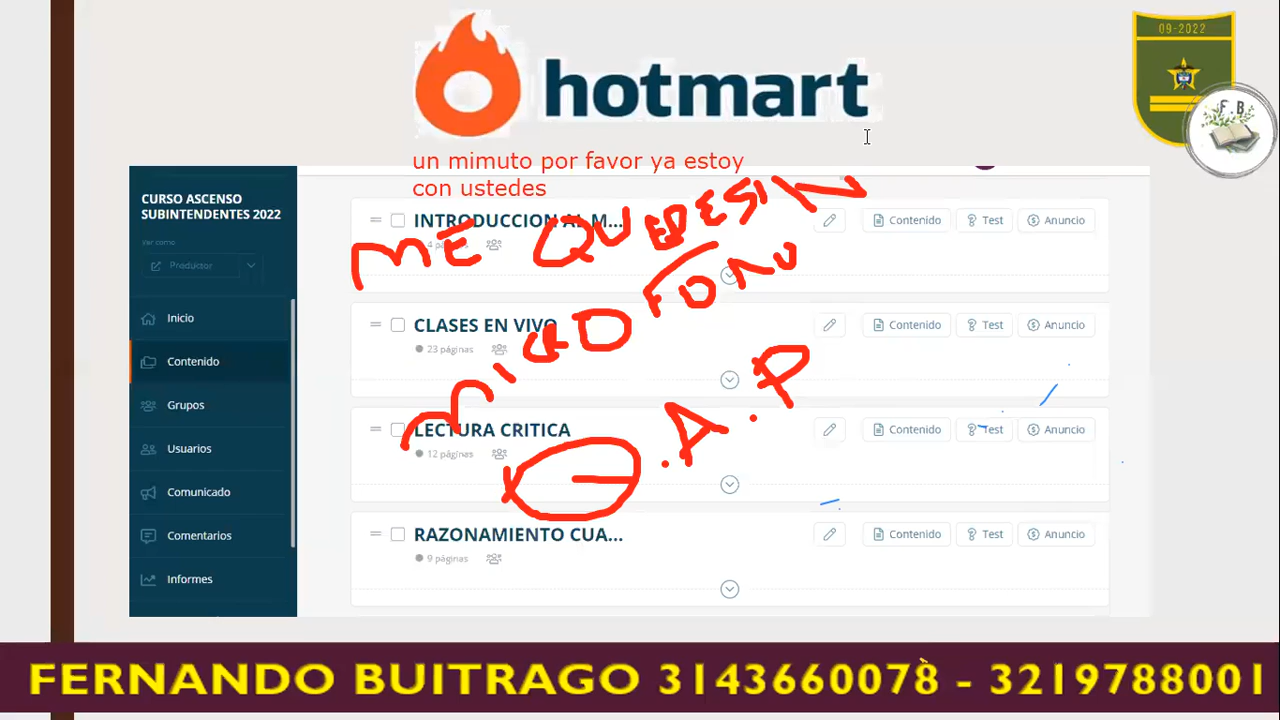 09-2022
hotmart
F.B
un mimuto por favor ya estoy
con ustedes
CURSO ASCENSO
SUBINTENDENTES 2022
Ver como
Productor
Inicio
Contenido
Grupos
Usuarios
Comunicado
Comentarios
Informes
INTRODUCCION AL M...
4 páginas
Contenido Test Anuncio
CLASES EN VIVO
23 páginas
Contenido Test Anuncio
LECTURA CRITICA
12 páginas
Contenido Test Anuncio
RAZONAMIENTO CUA...
9 páginas
Contenido Test Anuncio
ME QUEDE SIN
MICROFONO
G.A.P
FERNANDO BUITRAGO 3143660078 - 3219788001